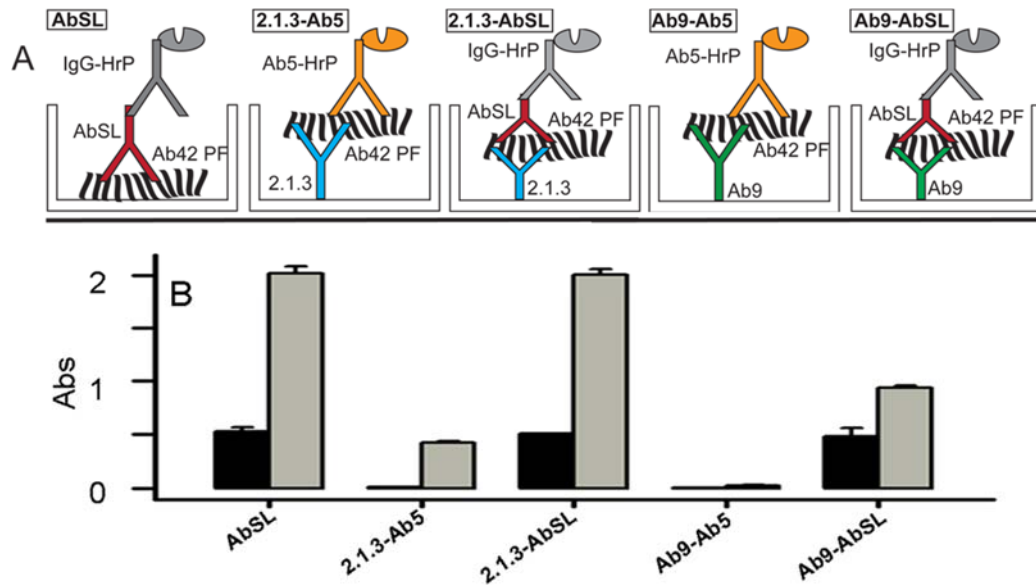 A
AbSL
IgG-HrP
AbSL
Ab42 PF
2.1.3-Ab5
Ab5-HrP
Ab42 PF
2.1.3
2.1.3-AbSL
IgG-HrP
AbSL
Ab42 PF
2.1.3
Ab9-Ab5
Ab5-HrP
Ab42 PF
Ab9
Ab9-AbSL
IgG-HrP
AbSL
Ab42 PF
Ab9
B
Abs
2
1
0
AbSL
2.1.3-Ab5
2.1.3-AbSL
Ab9-Ab5
Ab9-AbSL